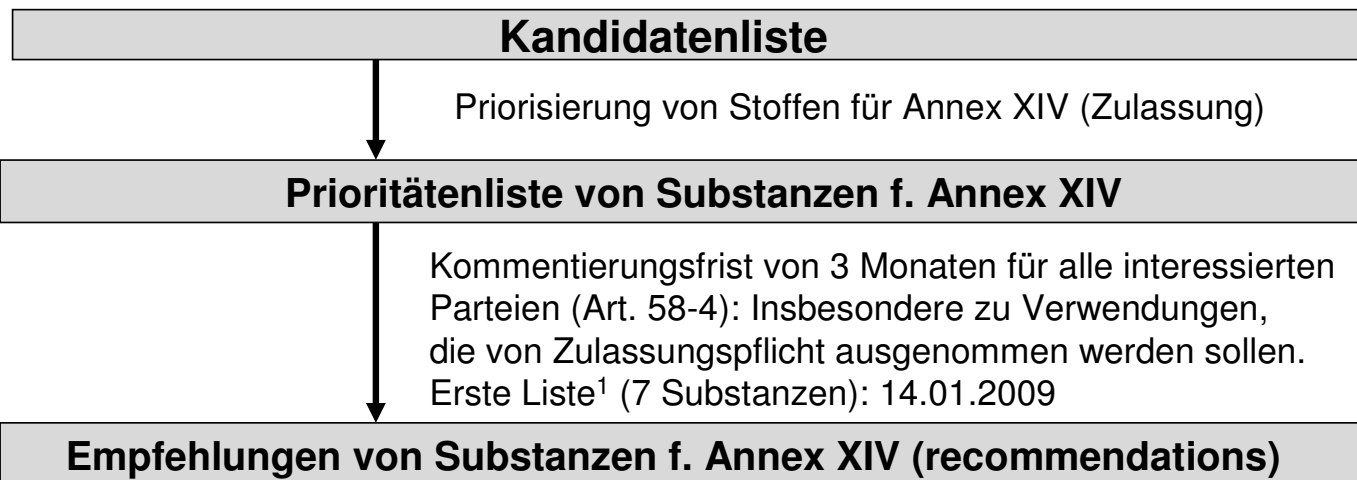 Kandidatenliste
Priorisierung von Stoffen für Annex XIV (Zulassung)
Prioritätenliste von Substanzen f. Annex XIV
Kommentierungsfrist von 3 Monaten für alle interessierten
Parteien (Art. 58-4): Insbesondere zu Verwendungen,
die von Zulassungspflicht ausgenommen werden sollen.
Erste Liste¹ (7 Substanzen): 14.01.2009
Empfehlungen von Substanzen f. Annex XIV (recommendations)